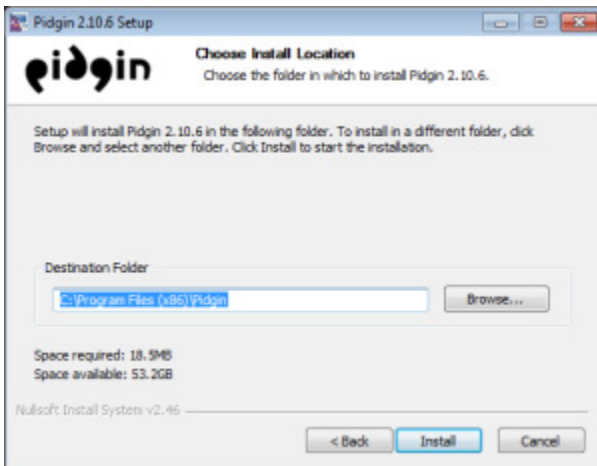 Pidgin 2.10.6 Setup
pidgin
Choose Install Location
Choose the folder in which to install Pidgin 2.10.6.
Setup will install Pidgin 2.10.6 in the following folder. To install in a different folder, click
Browse and select another folder. Click Install to start the installation.
Destination Folder
C:\Program Files (x86)\Pidgin
Browse...
Space required: 18.5MB
Space available: 53.2GB
Nullsoft Install System v2.46
< Back
Install
Cancel